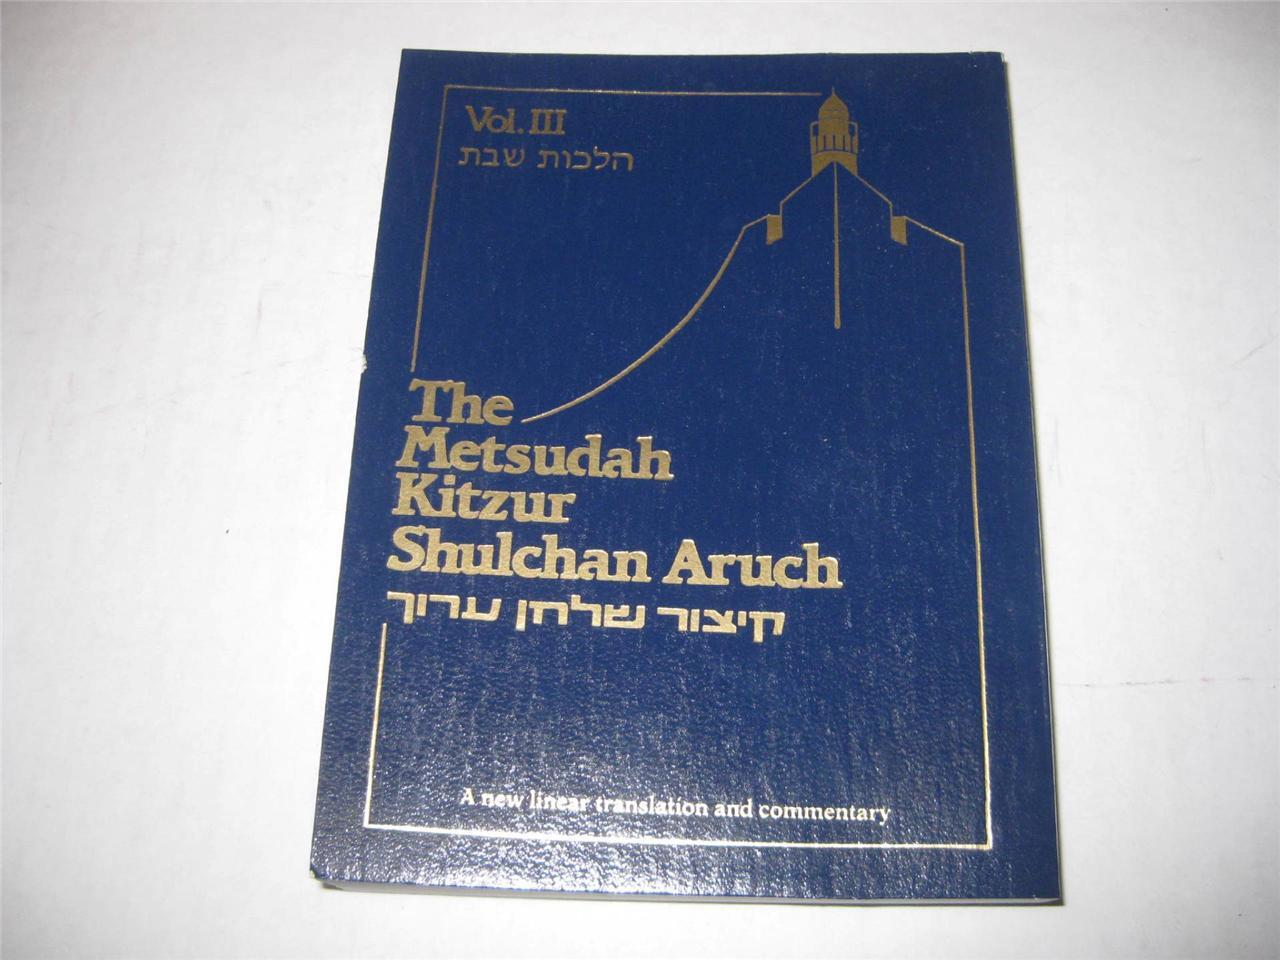 Vol. III
הלכות שבת
The
Metsudah
Kitzur
Shulchan Aruch
קיצור שלחן ערוך
A new linear translation and commentary